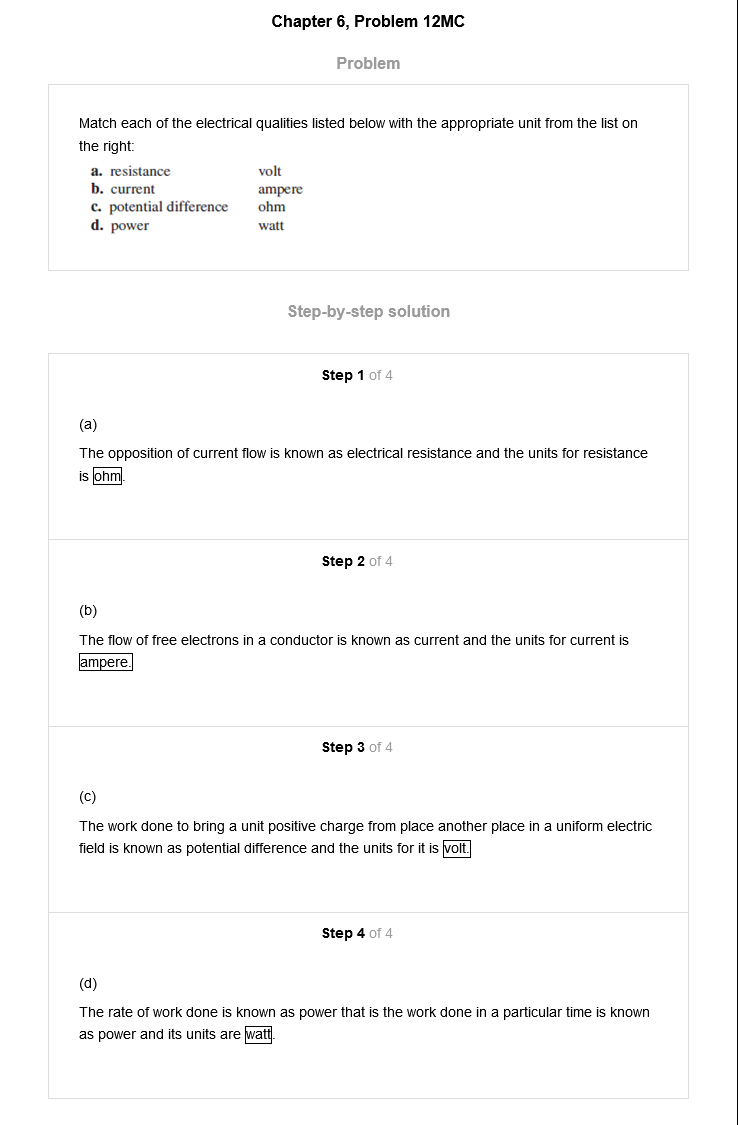 Chapter 6, Problem 12MC
Problem
Match each of the electrical qualities listed below with the appropriate unit from the list on
the right:
a. resistance volt
b. current ampere
c. potential difference ohm
d. power watt
Step-by-step solution
Step 1 of 4
(a)
The opposition of current flow is known as electrical resistance and the units for resistance
is ohm.
Step 2 of 4
(b)
The flow of free electrons in a conductor is known as current and the units for current is
ampere.
Step 3 of 4
(c)
The work done to bring a unit positive charge from place another place in a uniform electric
field is known as potential difference and the units for it is volt.
Step 4 of 4
(d)
The rate of work done is known as power that is the work done in a particular time is known
as power and its units are watt.